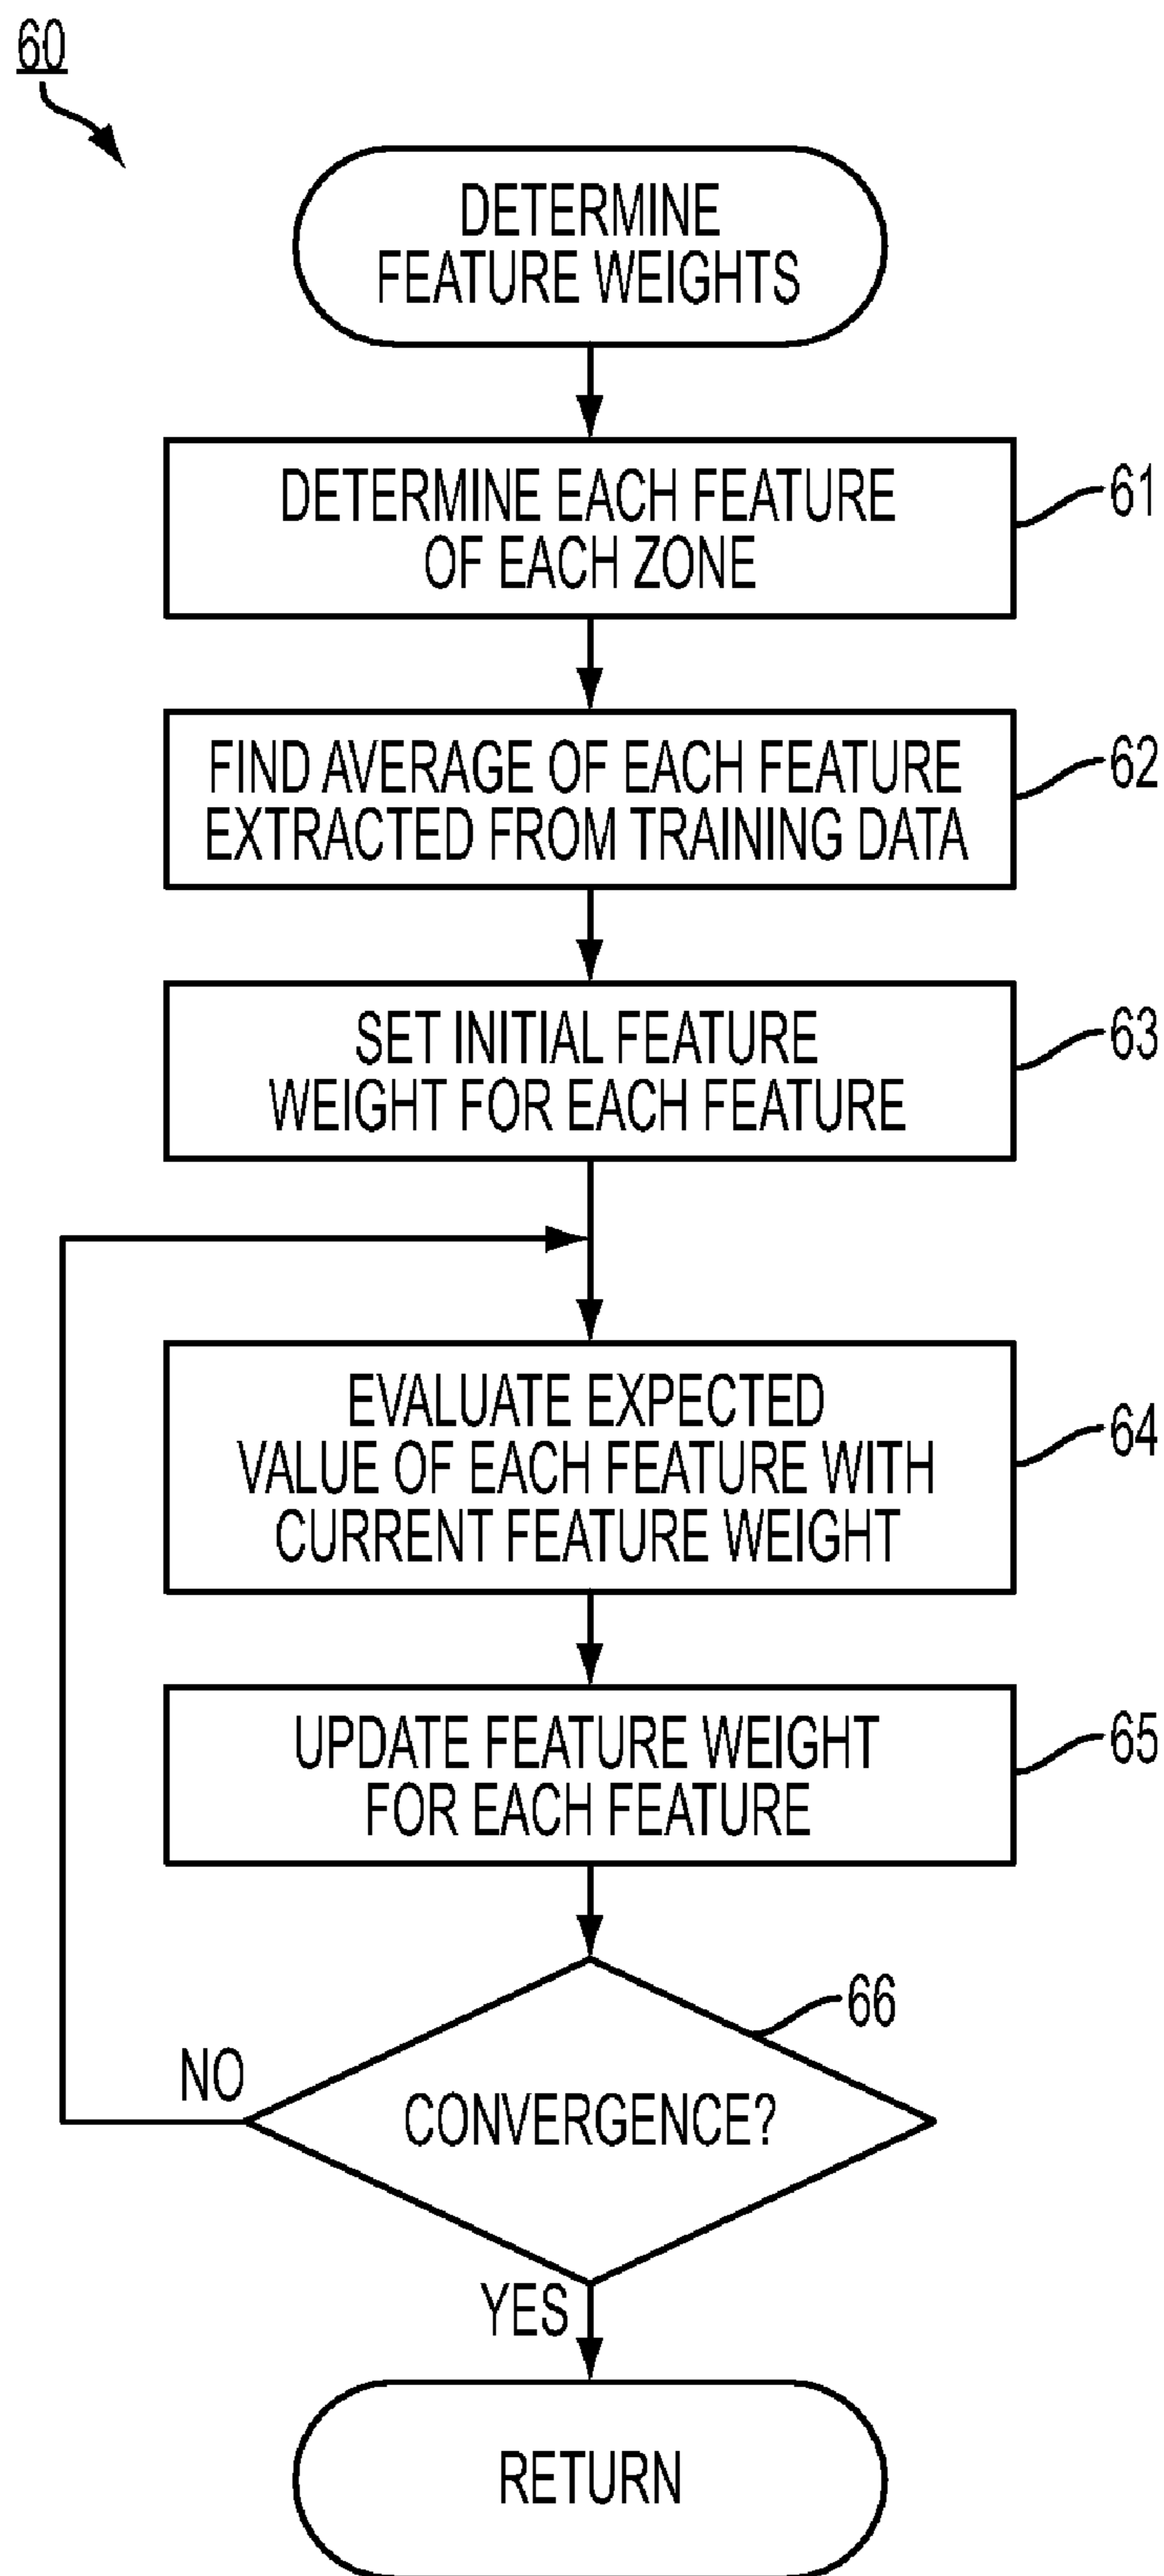 60
DETERMINE
FEATURE WEIGHTS
DETERMINE EACH FEATURE
OF EACH ZONE
61
FIND AVERAGE OF EACH FEATURE
EXTRACTED FROM TRAINING DATA
62
SET INITIAL FEATURE
WEIGHT FOR EACH FEATURE
63
EVALUATE EXPECTED
VALUE OF EACH FEATURE WITH
CURRENT FEATURE WEIGHT
64
UPDATE FEATURE WEIGHT
FOR EACH FEATURE
65
66
NO
CONVERGENCE?
YES
RETURN